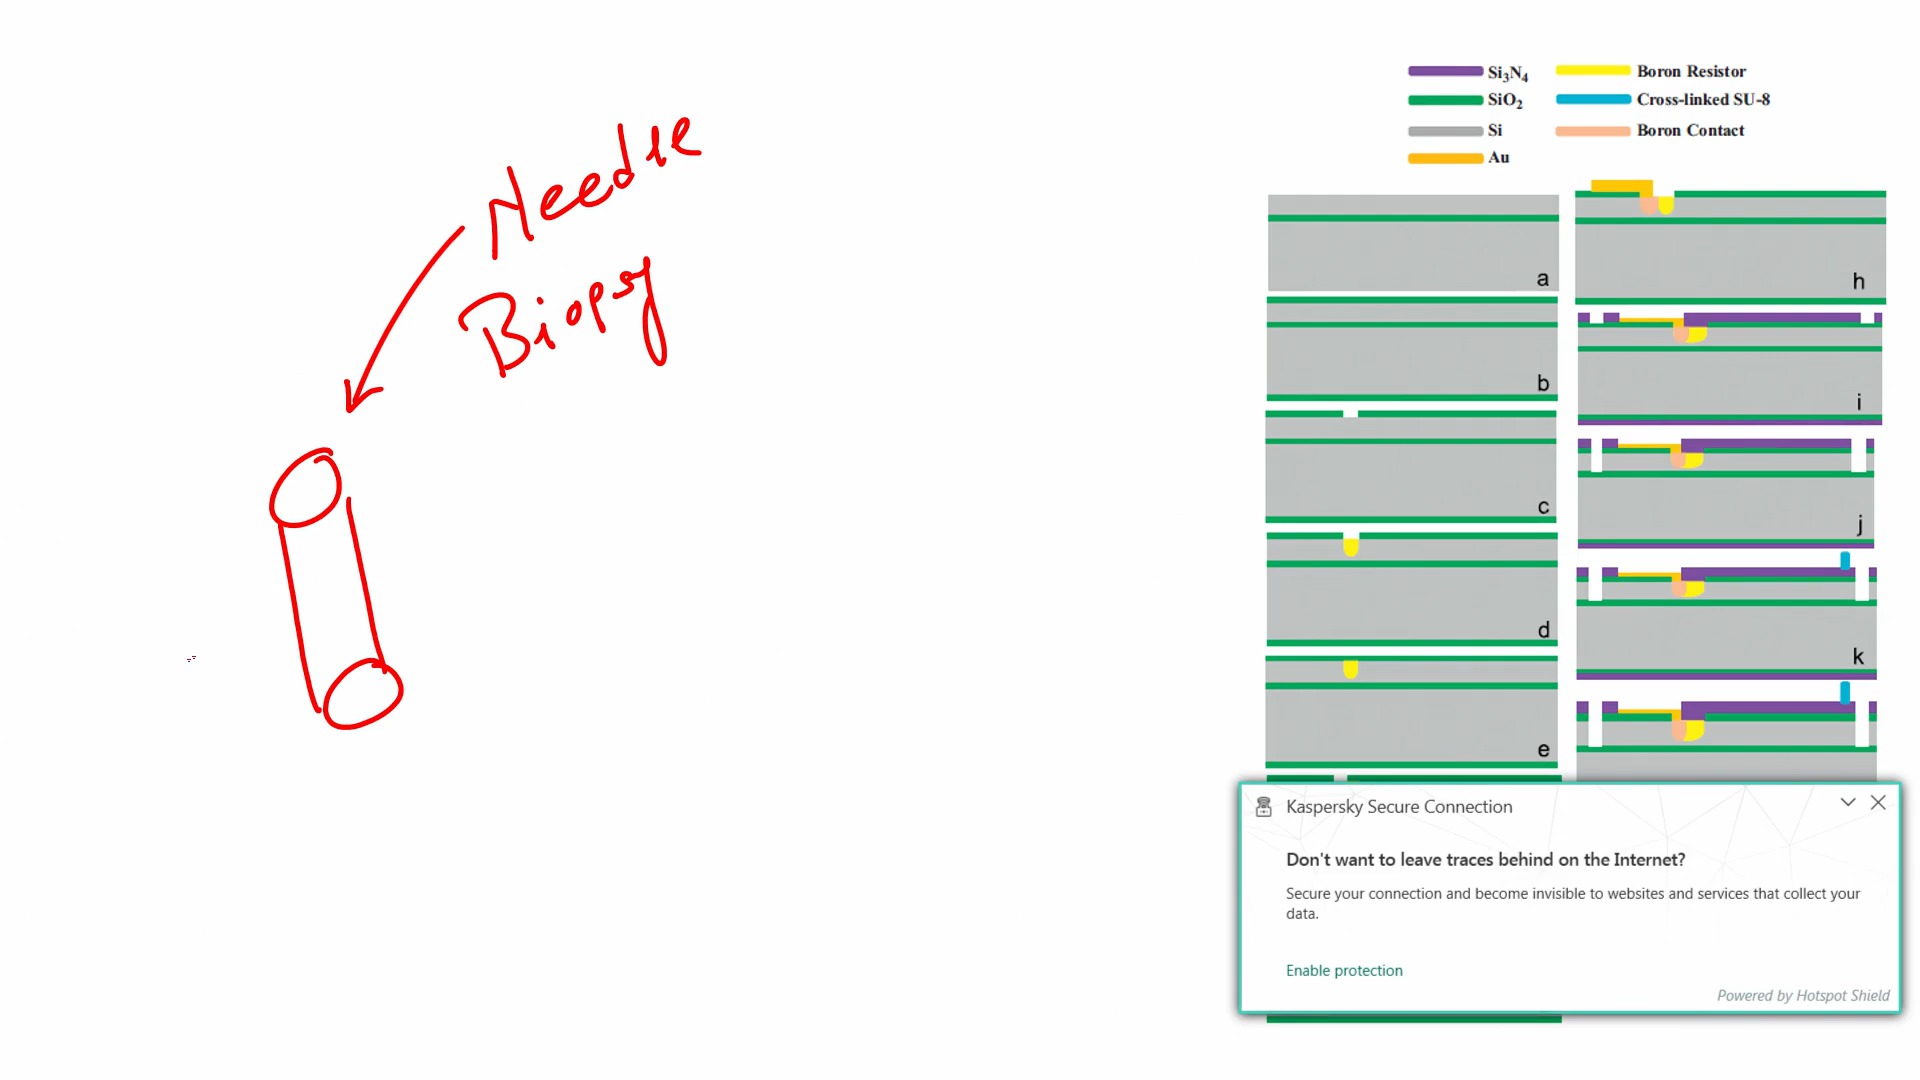 Needle
Biopsy
Si3N4
Boron Resistor
SiO2
Cross-linked SU-8
Si
Boron Contact
Au
a
h
b
i
c
j
d
k
e
Kaspersky Secure Connection
Don't want to leave traces behind on the Internet?
Secure your connection and become invisible to websites and services that collect your
data.
Enable protection
Powered by Hotspot Shield